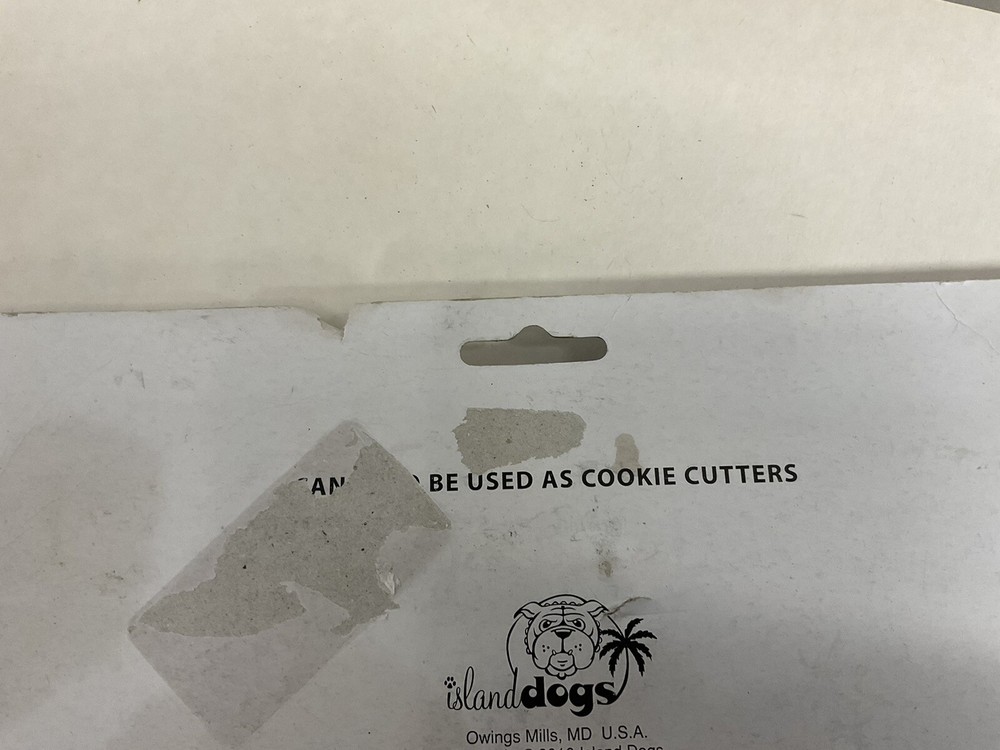 BE USED AS COOKIE CUTTERS
islanddogs
Owings Mills, MD U.S.A.